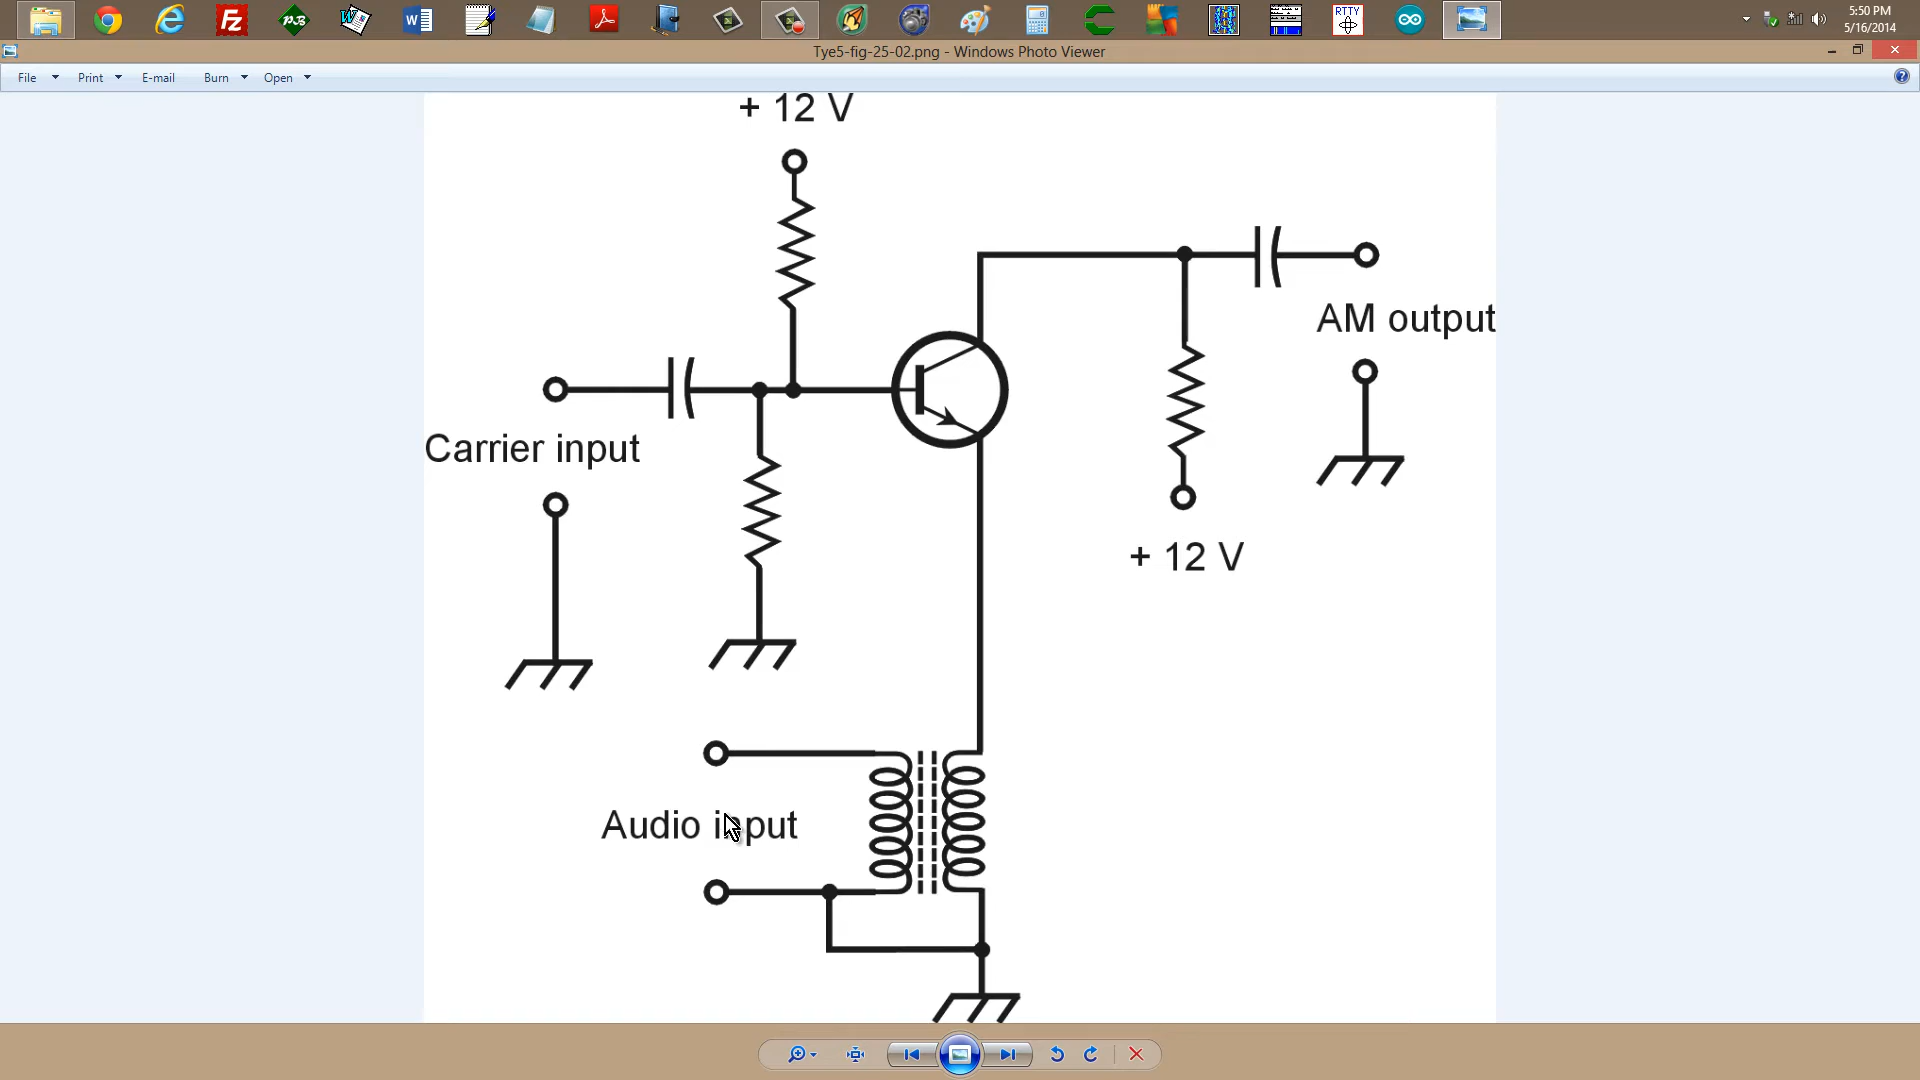 5:50 PM
5/16/2014
RTTY
Tye5-fig-25-02.png - Windows Photo Viewer
File Print E-mail Burn Open
+ 12 V
AM output
Carrier input
+ 12 V
Audio input